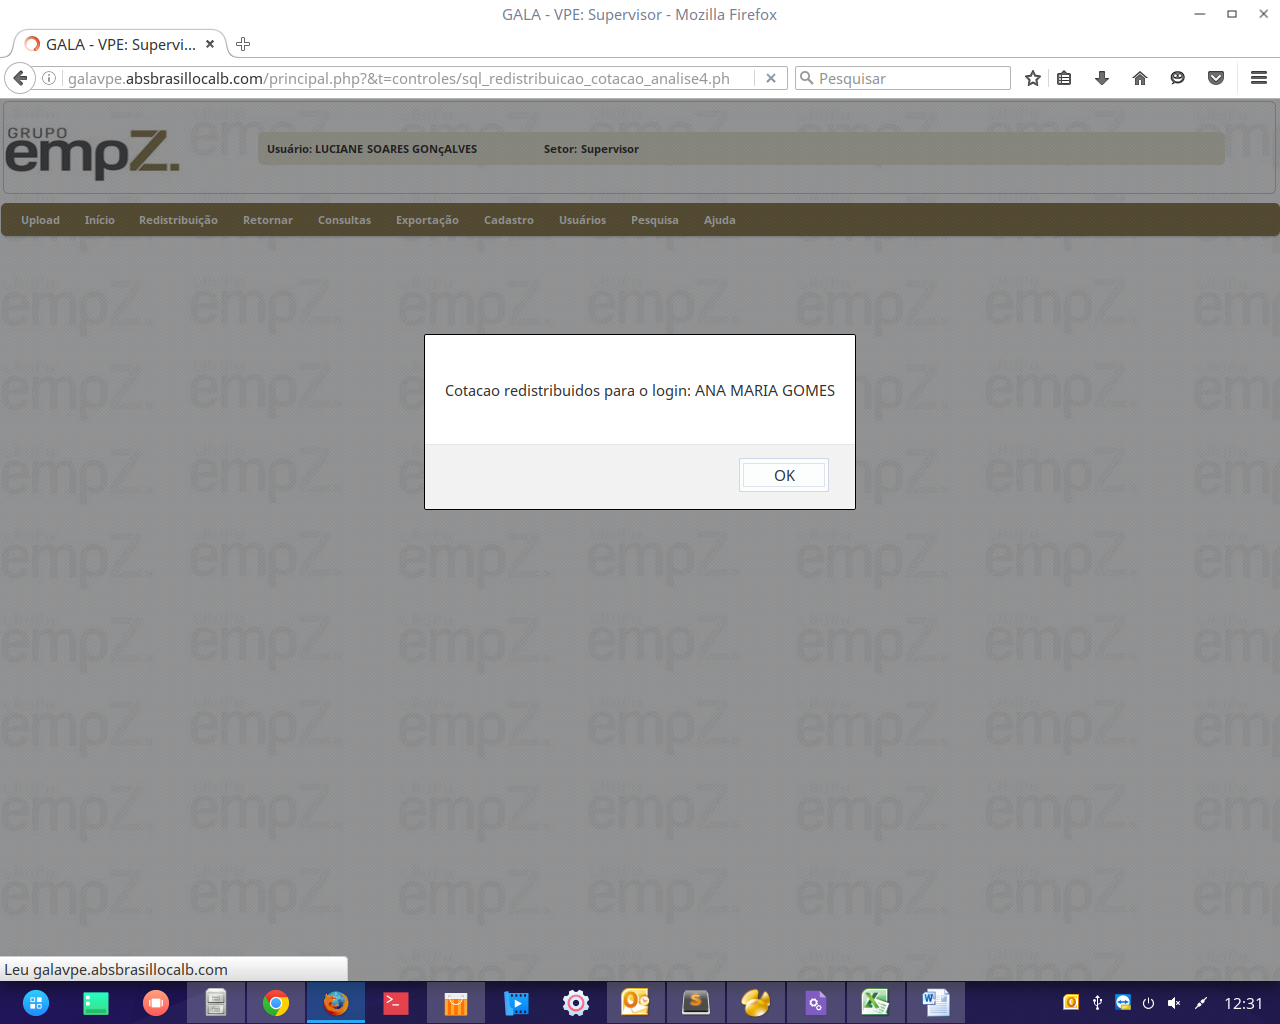 GALA - VPE: Supervisor - Mozilla Firefox
GALA - VPE: Supervi...
galavpe.absbrasillocalb.com/principal.php?&t=controles/sql_redistribuicao_cotacao_analise4.ph
Pesquisar
GRUPO
empZ.
Usuário: LUCIANE SOARES GONçALVES
Setor: Supervisor
Upload
Início
Redistribuição
Retornar
Consultas
Exportação
Cadastro
Usuários
Pesquisa
Ajuda
Cotacao redistribuidos para o login: ANA MARIA GOMES
OK
Leu galavpe.absbrasillocalb.com
12:31